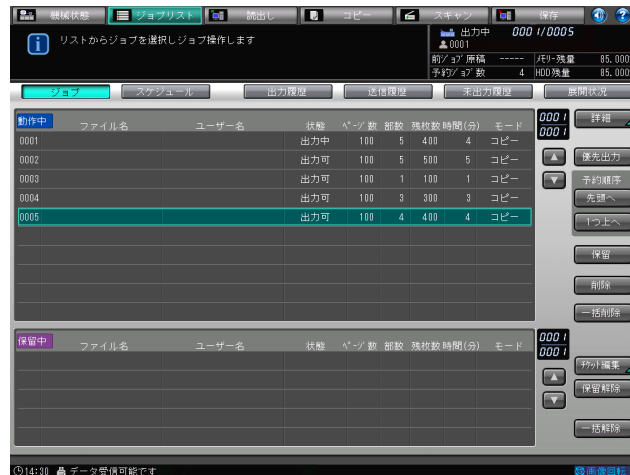 機械状態 ジョブリスト 読出し コピー スキャン 保存 ?
リストからジョブを選択しジョブ操作します
出力中 0001/0005
0001
前ジョブ原稿 ----- メモリ-残量 85.000
予約ジョブ数 4 HDD残量 85.000
ジョブ スケジュール 出力履歴 送信履歴 未出力履歴 展開状況
動作中 ファイル名 ユーザー名 状態 ページ数 部数 残枚数 時間(分) モード
0001 出力中 100 5 400 4 コピー
0002 出力可 100 5 500 5 コピー
0003 出力可 100 1 100 1 コピー
0004 出力可 100 3 300 3 コピー
0005 出力可 100 4 400 4 コピー
0001
0001
詳細
優先出力
予約順序
先頭へ
1つ上へ
保留
削除
一括削除
保留中 ファイル名 ユーザー名 状態 ページ数 部数 残枚数 時間(分) モード
0001
0001
チケット編集
保留解除
一括解除
14:30 データ受信可能です 画像回転